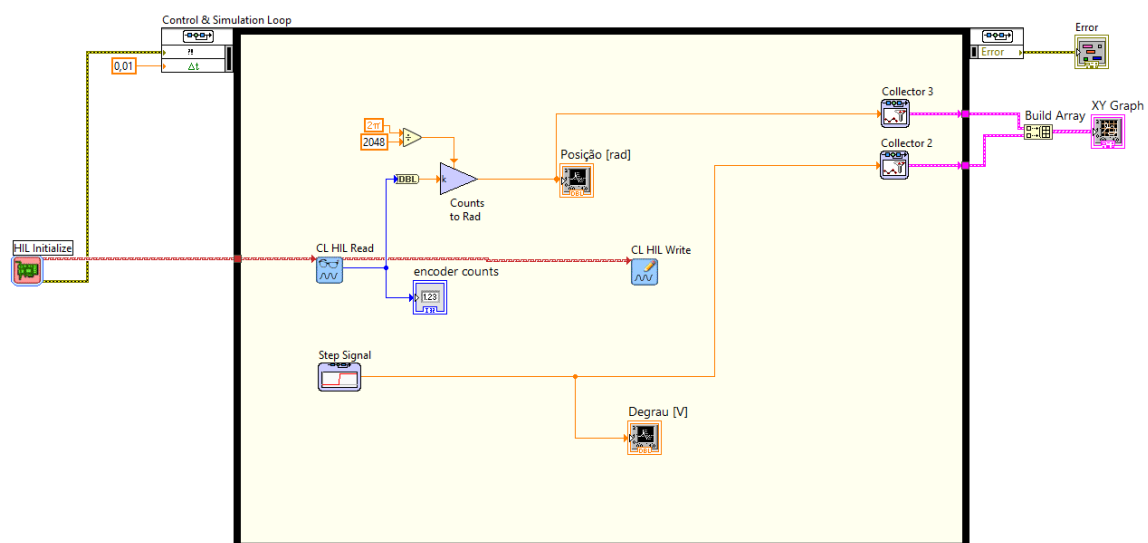 Control & Simulation Loop
Error
?!
Error
0,01
Δt
Collector 3
XY Graph
Build Array
2π
÷
2048
Collector 2
Posição [rad]
DBL
k
DBL
Counts
to Rad
HIL Initialize
CL HIL Read
CL HIL Write
encoder counts
1.23
Step Signal
Degrau [V]
DBL